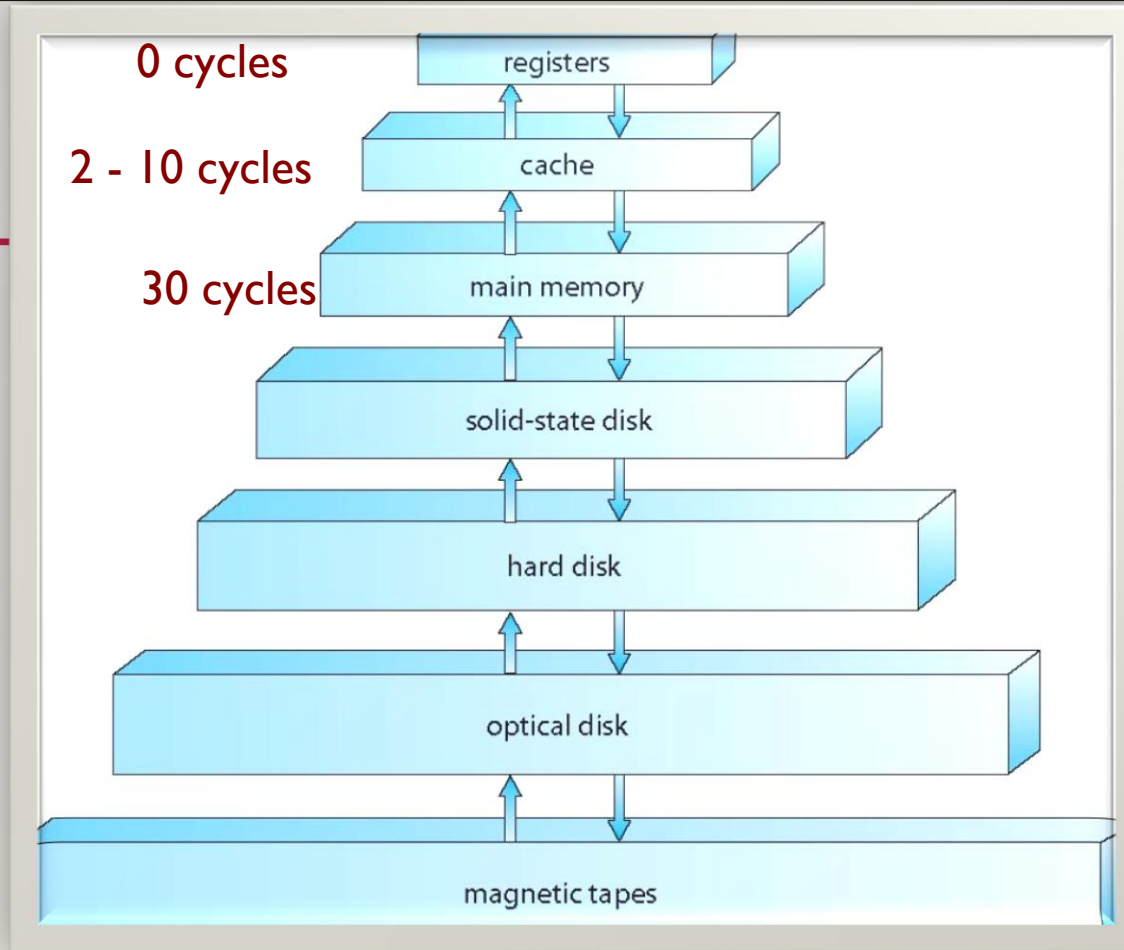 0 cycles
registers
2 - 10 cycles
cache
30 cycles
main memory
solid-state disk
hard disk
optical disk
magnetic tapes